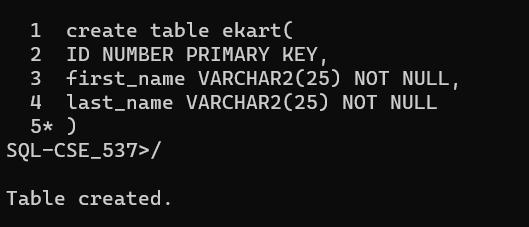 1 create table ekart(
2 ID NUMBER PRIMARY KEY,
3 first_name VARCHAR2(25) NOT NULL,
4 last_name VARCHAR2(25) NOT NULL
5* )
SQL-CSE_537>/
Table created.